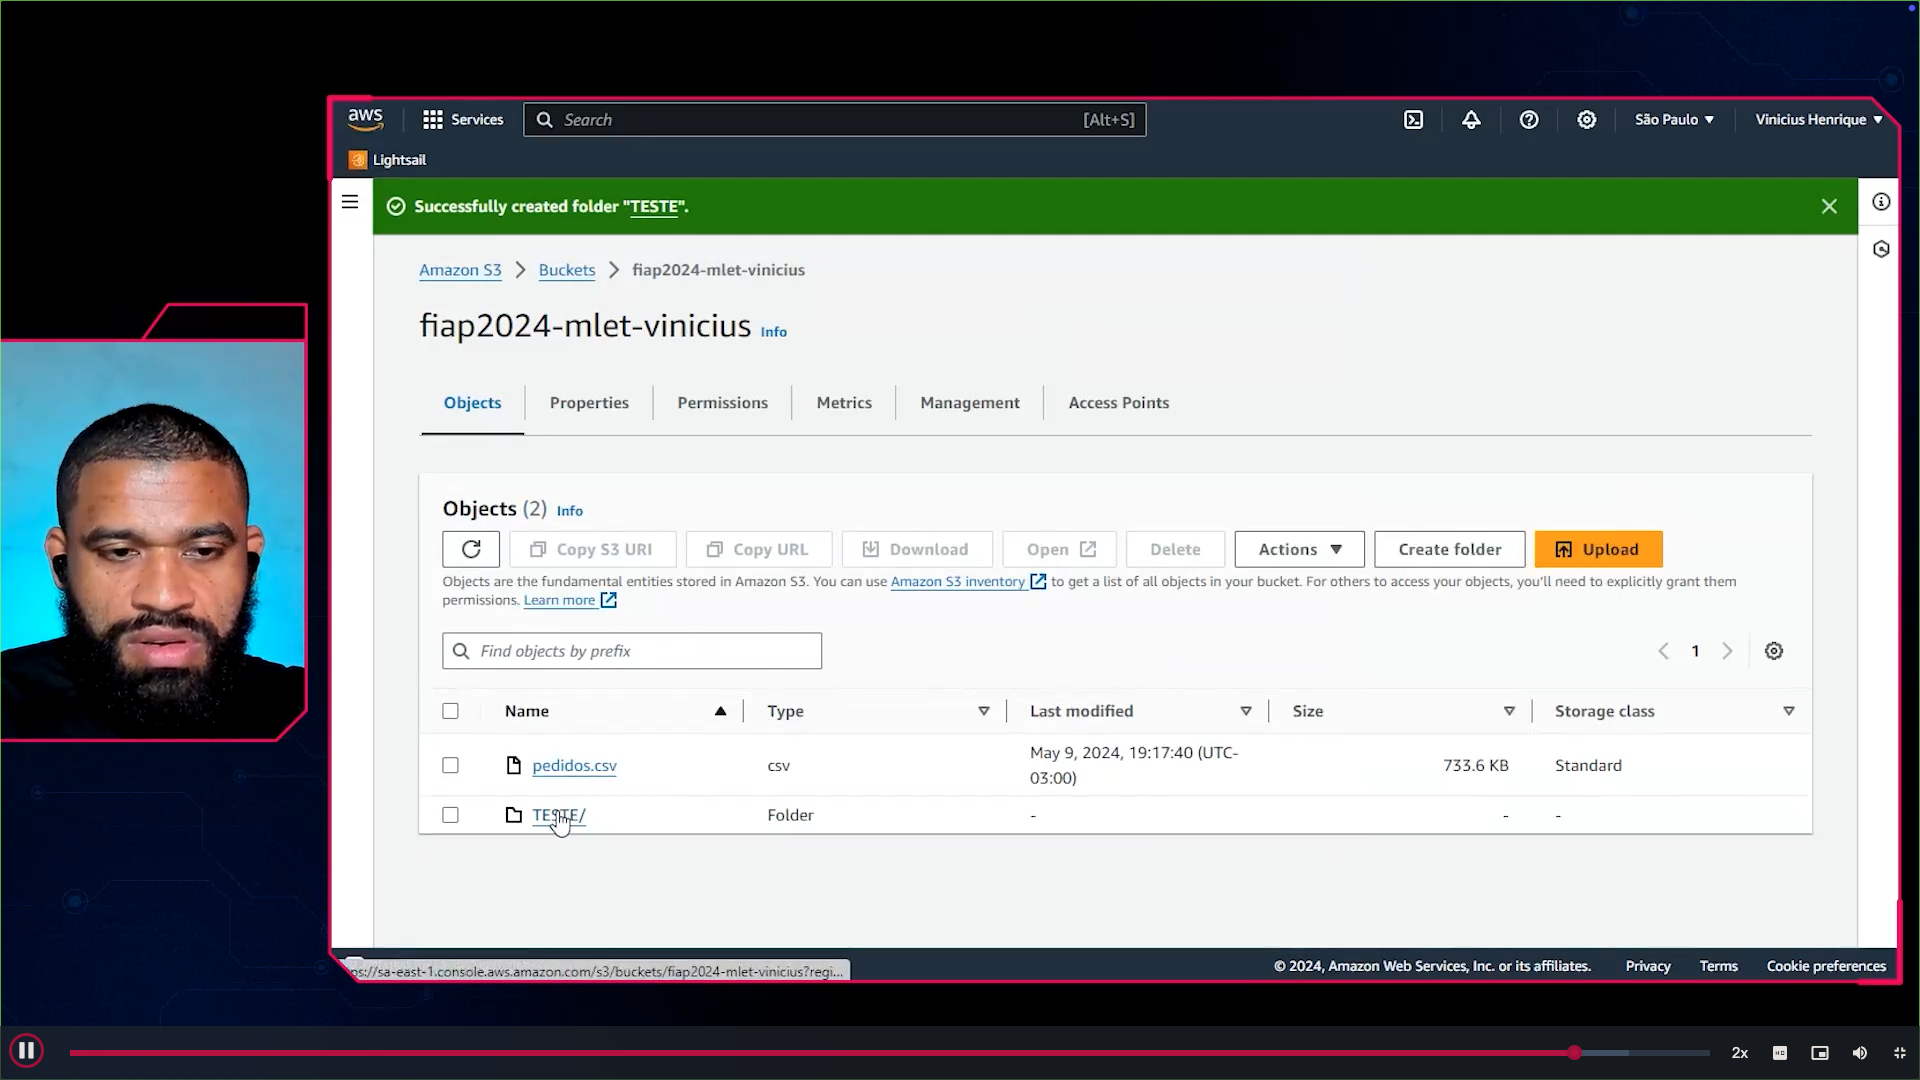 aws
Services
Search
[Alt+S]
São Paulo
Vinicius Henrique
Lightsail
Successfully created folder "TESTE".
Amazon S3
Buckets
fiap2024-mlet-vinicius
fiap2024-mlet-vinicius
Info
Objects
Properties
Permissions
Metrics
Management
Access Points
Objects (2)
Info
Copy S3 URI
Copy URL
Download
Open
Delete
Actions
Create folder
Upload
Objects are the fundamental entities stored in Amazon S3. You can use Amazon S3 inventory to get a list of all objects in your bucket. For others to access your objects, you'll need to explicitly grant them
permissions. Learn more
Find objects by prefix
1
Name
Type
Last modified
Size
Storage class
pedidos.csv
csv
May 9, 2024, 19:17:40 (UTC-
03:00)
733.6 KB
Standard
TESTE/
Folder
-
-
-
ps://sa-east-1.console.aws.amazon.com/s3/buckets/fiap2024-mlet-vinicius?regi...
© 2024, Amazon Web Services, Inc. or its affiliates.
Privacy
Terms
Cookie preferences
2x
HD